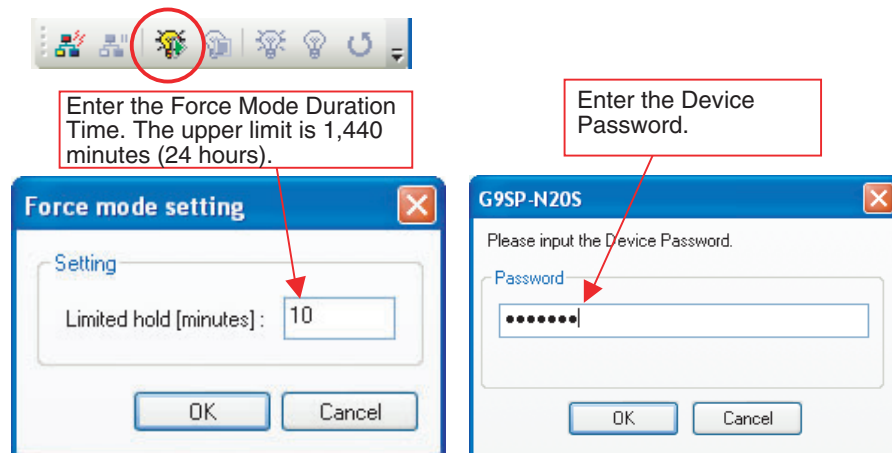 Enter the Force Mode Duration
Time. The upper limit is 1,440
minutes (24 hours).
Enter the Device
Password.
Force mode setting
Setting
Limited hold [minutes] :
10
OK
Cancel
G9SP-N20S
Please input the Device Password.
Password
●●●●●●●
OK
Cancel